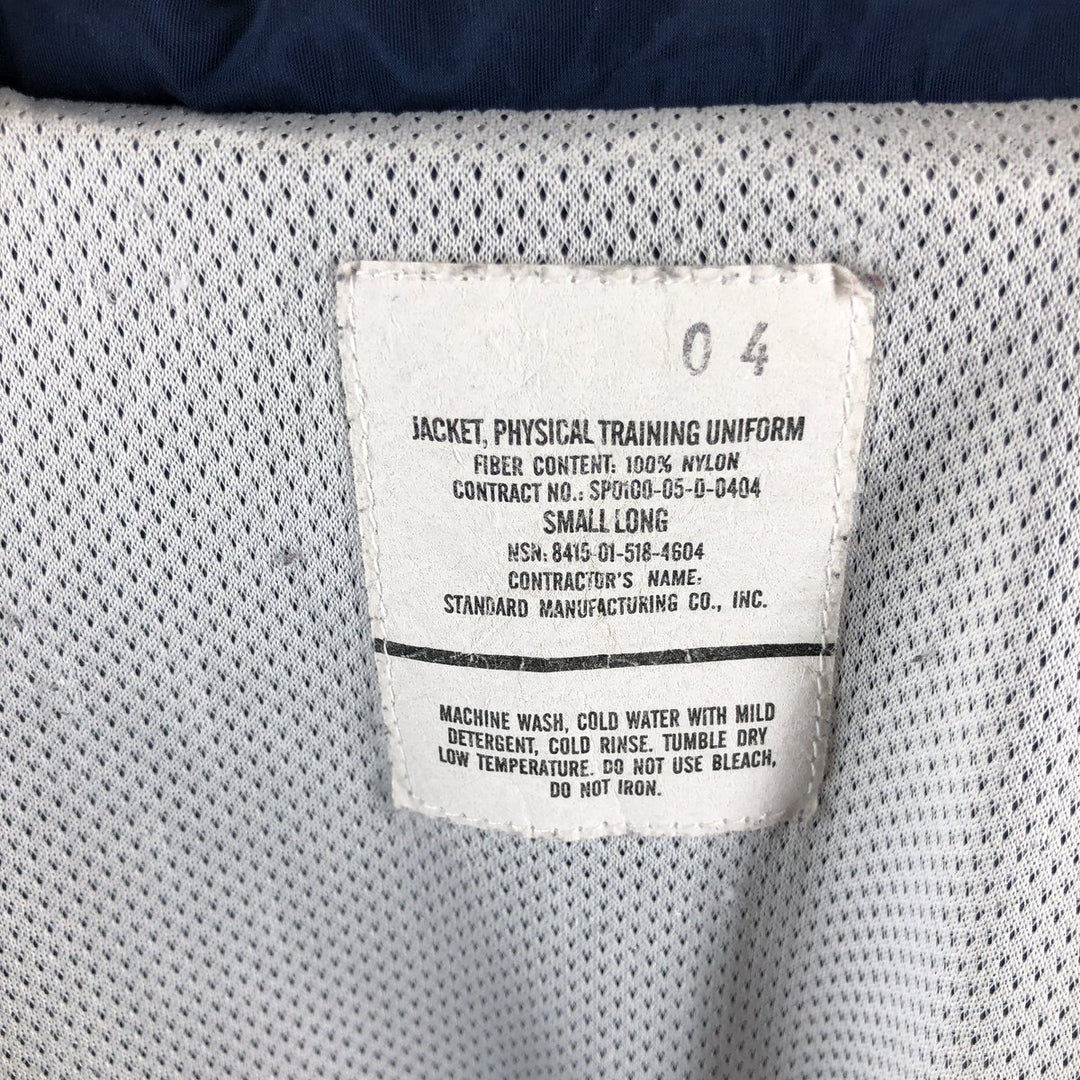 04
JACKET, PHYSICAL TRAINING UNIFORM
FIBER CONTENT: 100% NYLON
CONTRACT NO.: SP0100-05-D-0404
SMALL LONG
NSN: 8415-01-518-4604
CONTRACTOR'S NAME:
STANDARD MANUFACTURING CO., INC.
MACHINE WASH, COLD WATER WITH MILD
DETERGENT, COLD RINSE. TUMBLE DRY
LOW TEMPERATURE. DO NOT USE BLEACH,
DO NOT IRON.